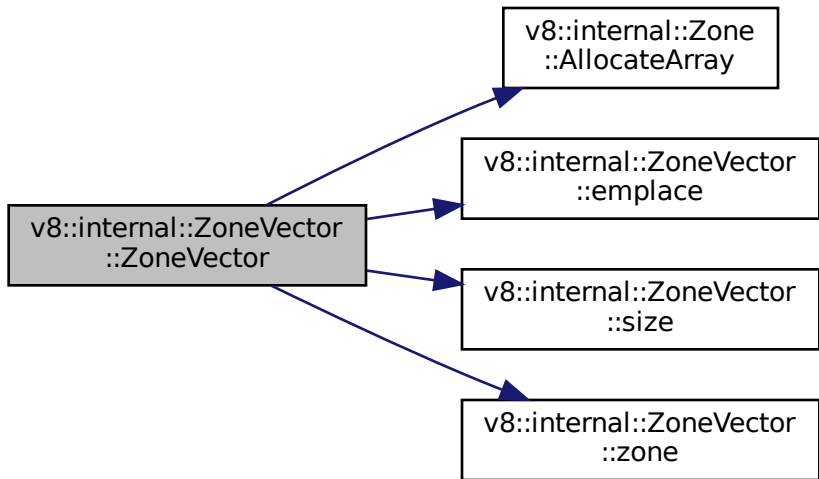 v8::internal::ZoneVector
::ZoneVector
v8::internal::Zone
::AllocateArray
v8::internal::ZoneVector
::emplace
v8::internal::ZoneVector
::size
v8::internal::ZoneVector
::zone